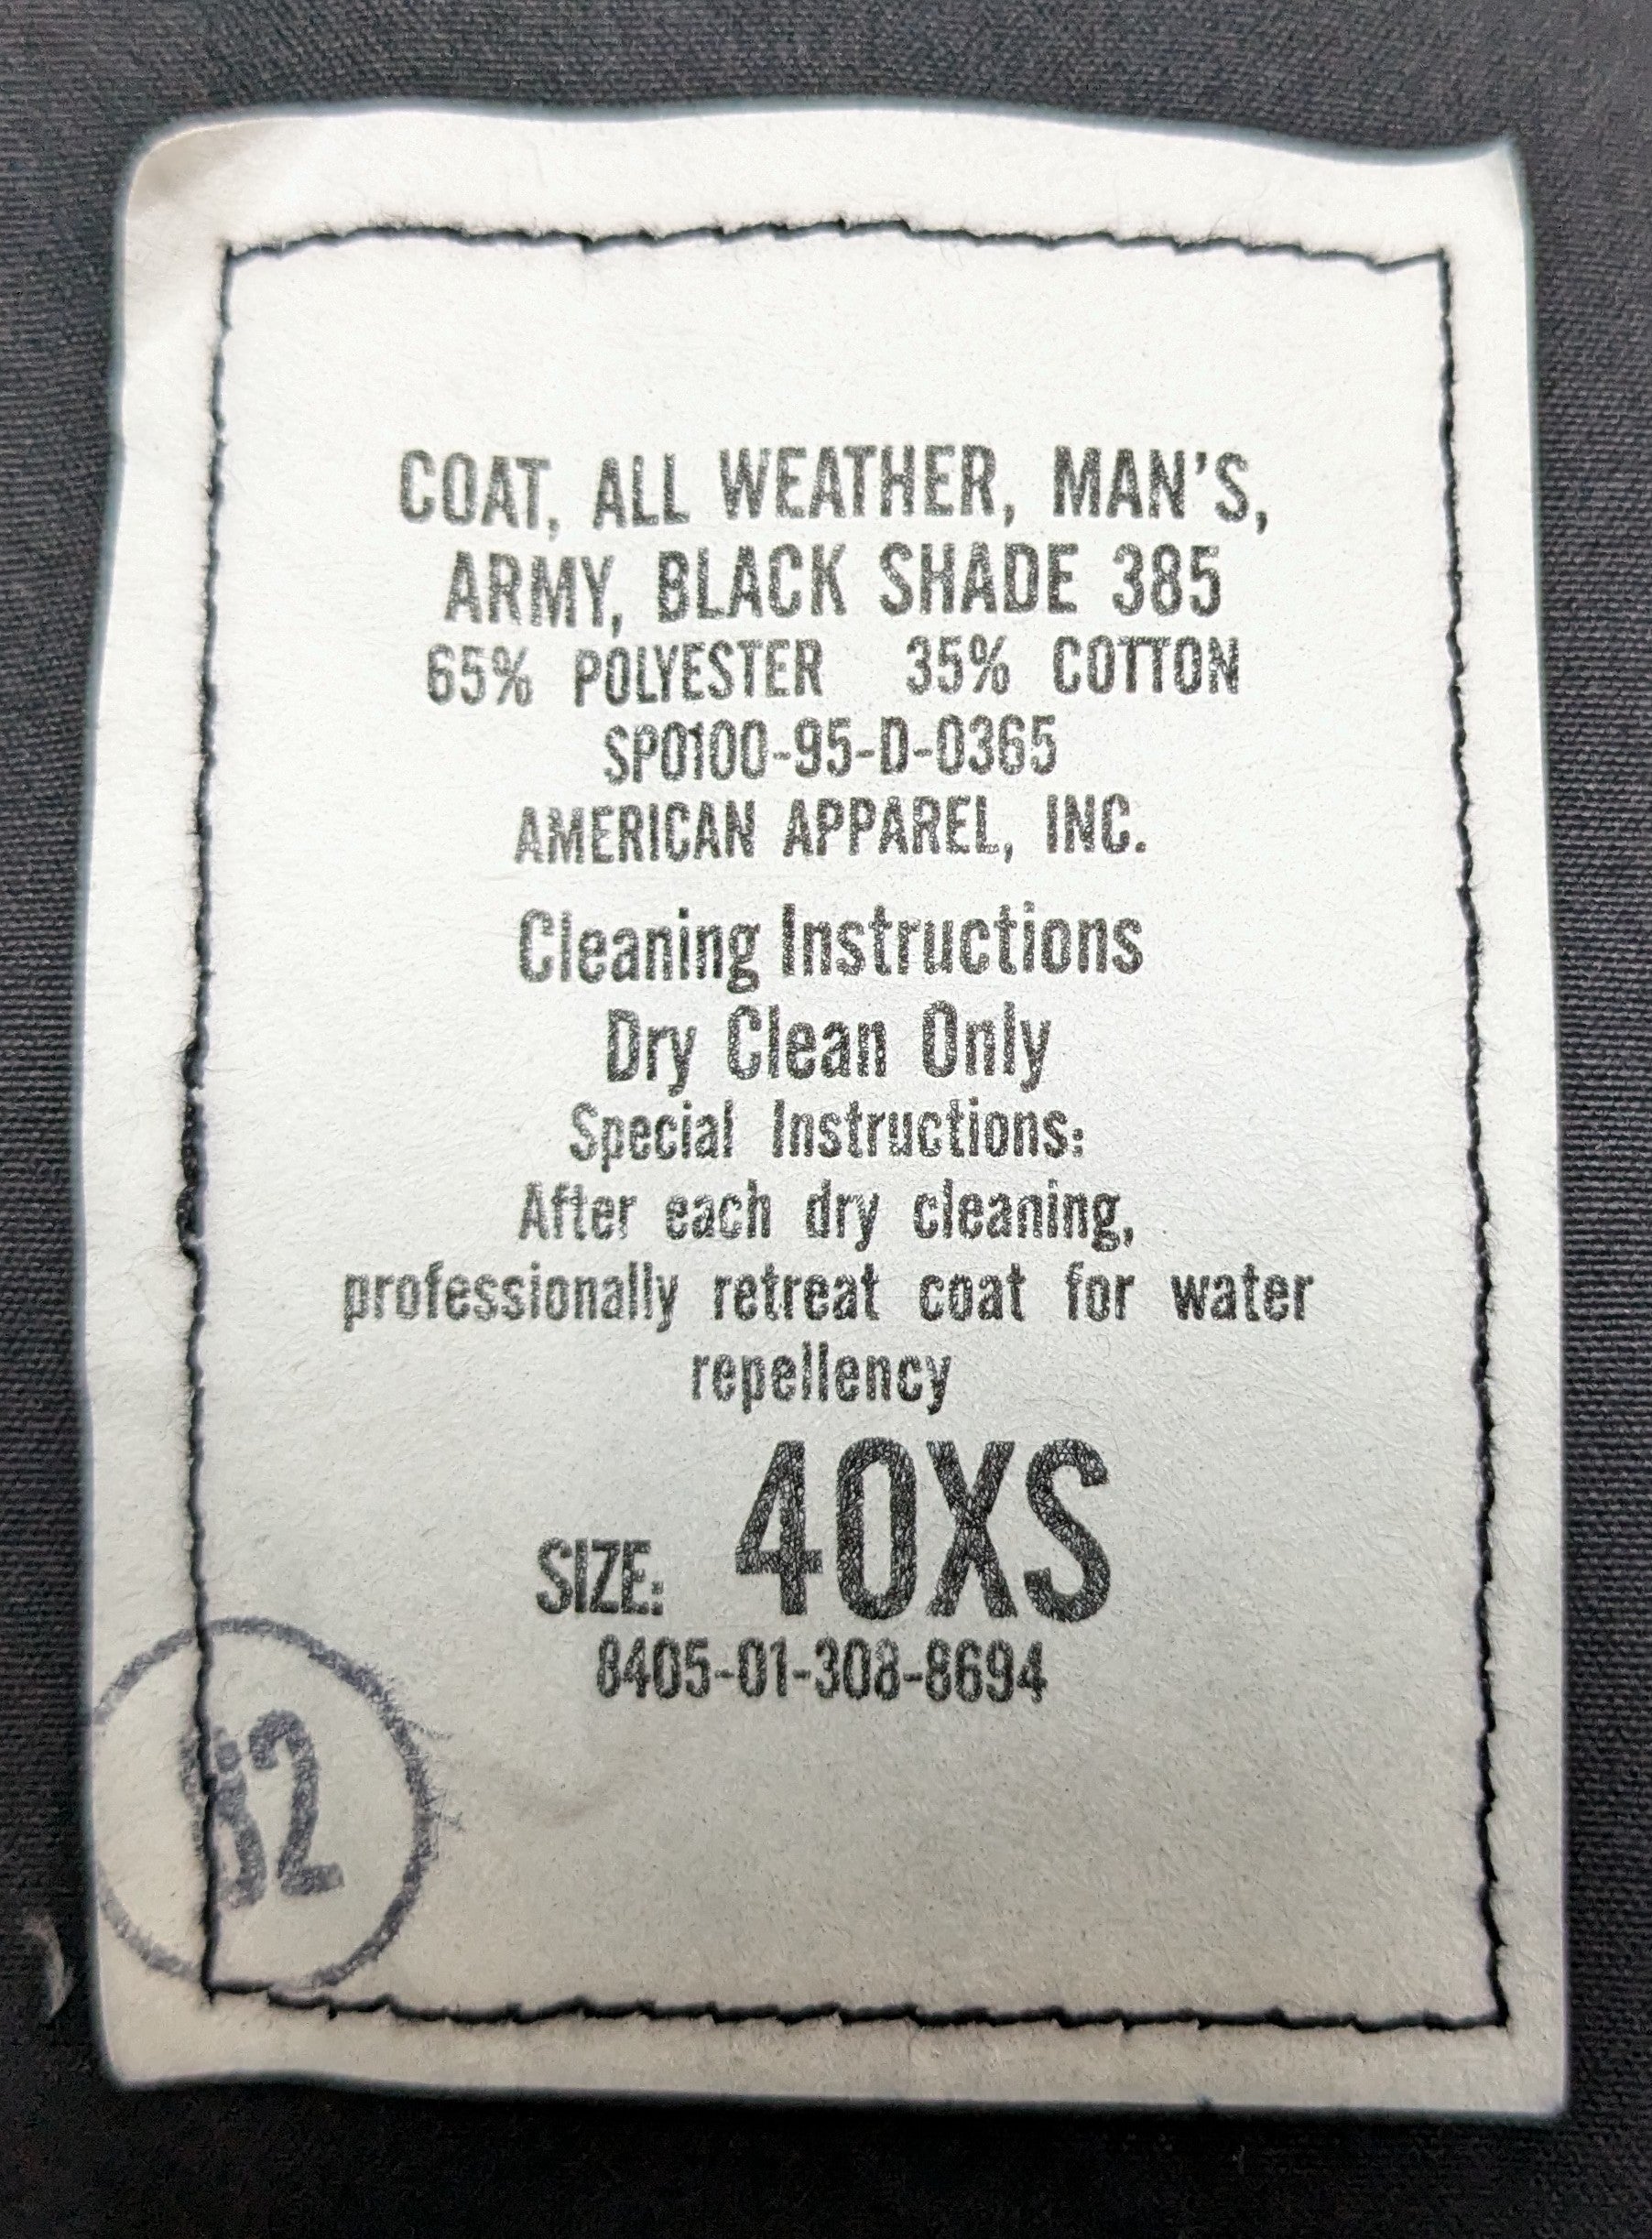 COAT, ALL WEATHER, MAN'S,
ARMY, BLACK SHADE 385
65% POLYESTER 35% COTTON
SP0100-95-D-0365
AMERICAN APPAREL, INC.
Cleaning Instructions
Dry Clean Only
Special Instructions:
After each dry cleaning,
professionally retreat coat for water
repellency
SIZE: 40XS
8405-01-308-8694